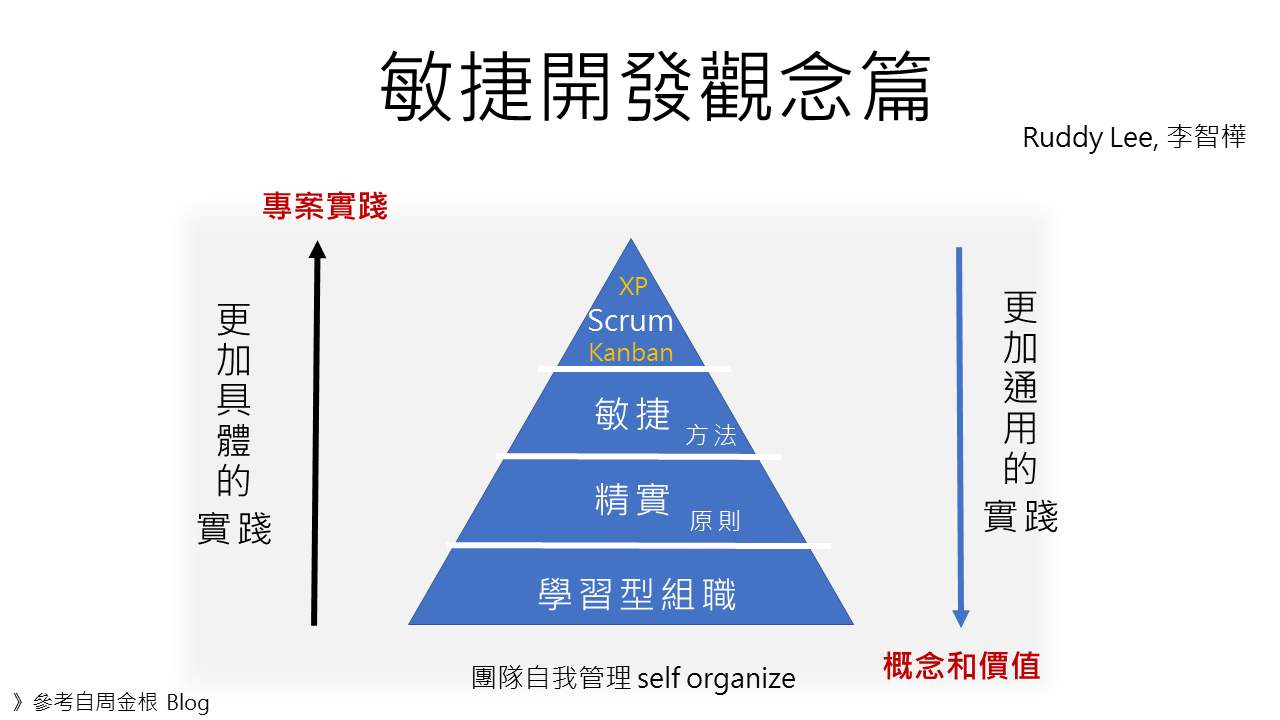 敏捷開發觀念篇
Ruddy Lee, 李智樺
專案實踐
更加具體的
實踐
XP
Scrum
Kanban
敏捷 方法
精實 原則
學習型組職
更加通用的
實踐
概念和價值
團隊自我管理 self organize
》參考自周金根 Blog